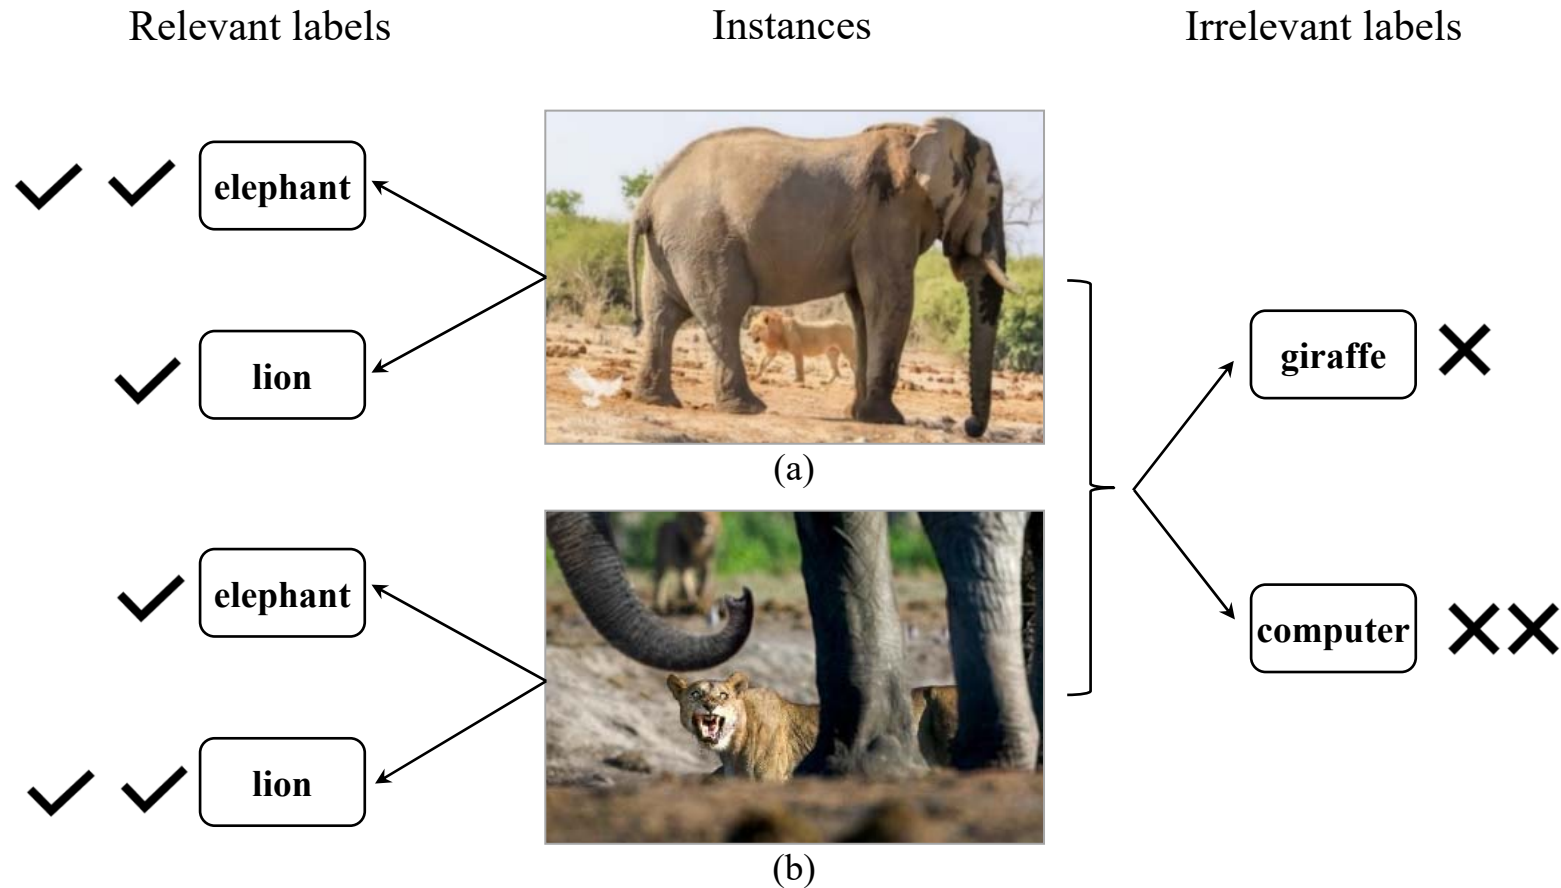 Relevant labels
Instances
Irrelevant labels
elephant
lion
(a)
giraffe
elephant
lion
computer
(b)